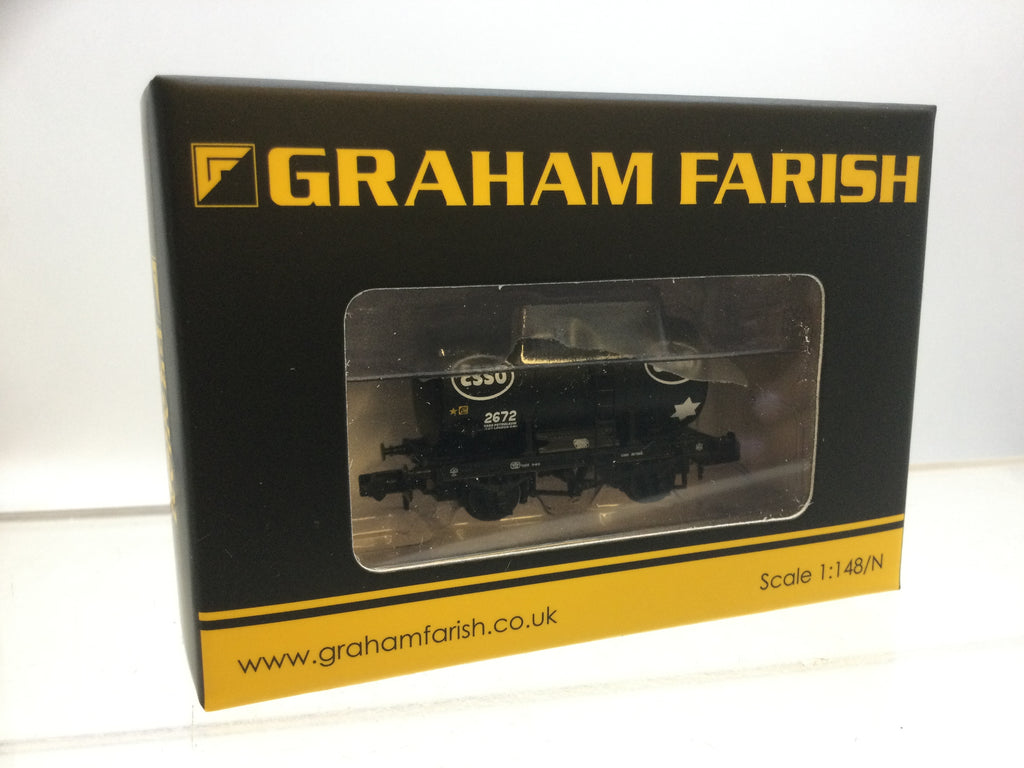 GRAHAM FARISH
Esso
2672
www.grahamfarish.co.uk
Scale 1:148/N